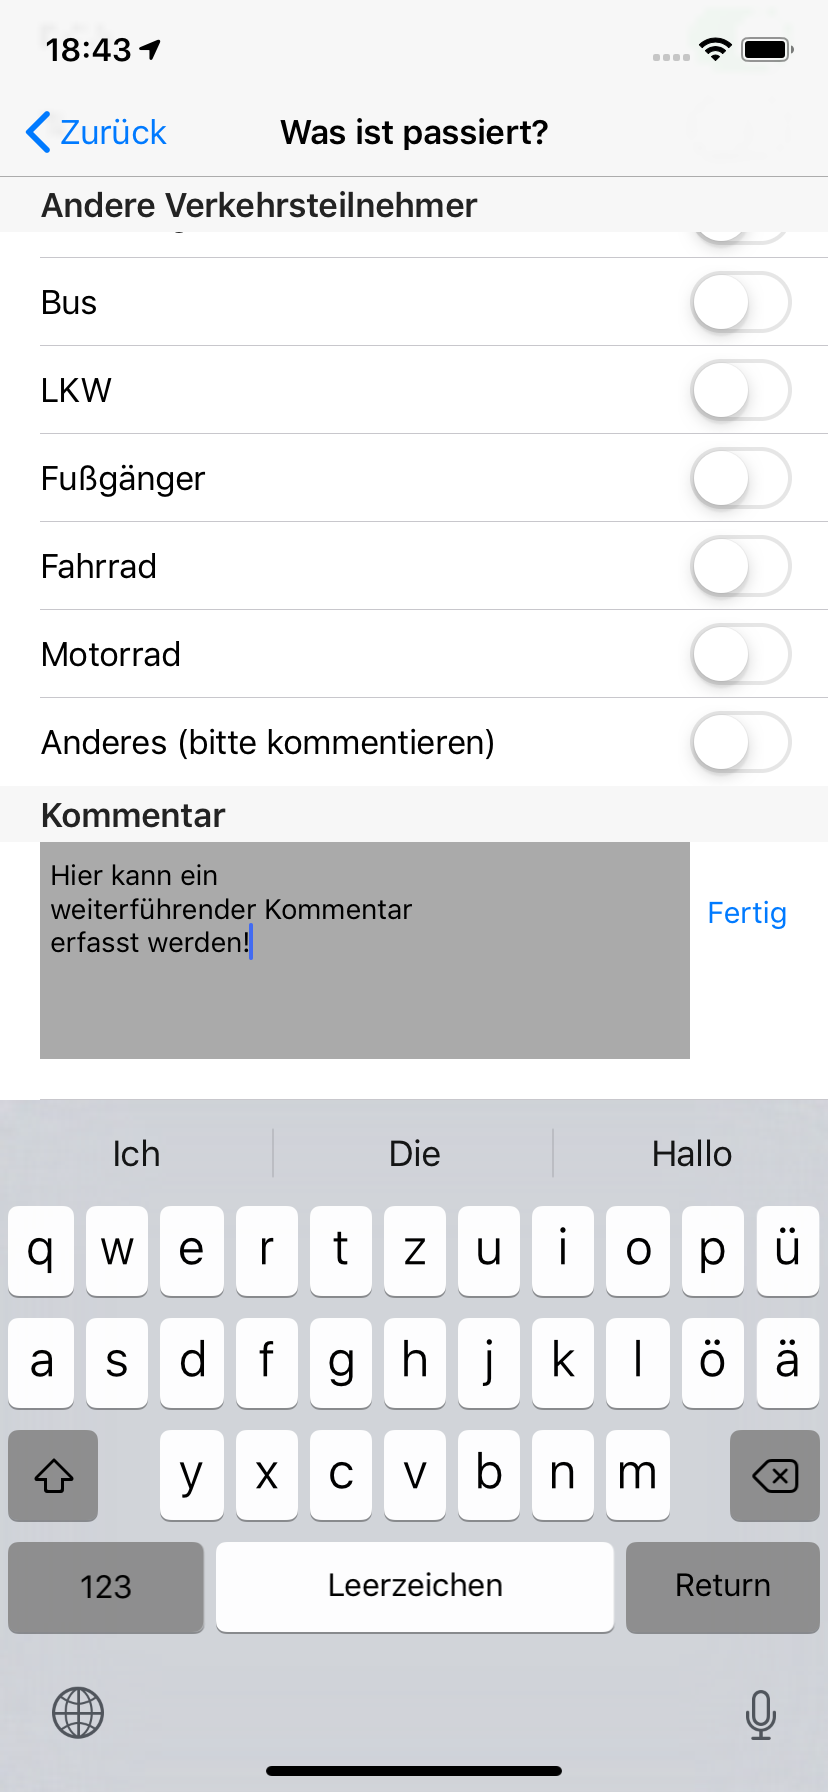 18:43
Zurück
Was ist passiert?
Andere Verkehrsteilnehmer
Bus
LKW
Fußgänger
Fahrrad
Motorrad
Anderes (bitte kommentieren)
Kommentar
Hier kann ein
weiterführender Kommentar
erfasst werden!
Fertig
Ich Die Hallo
q w e r t z u i o p ü
a s d f g h j k l ö ä
y x c v b n m
123 Leerzeichen Return